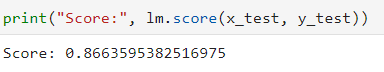 print("Score:", lm.score(x_test, y_test))
Score: 0.8663595382516975